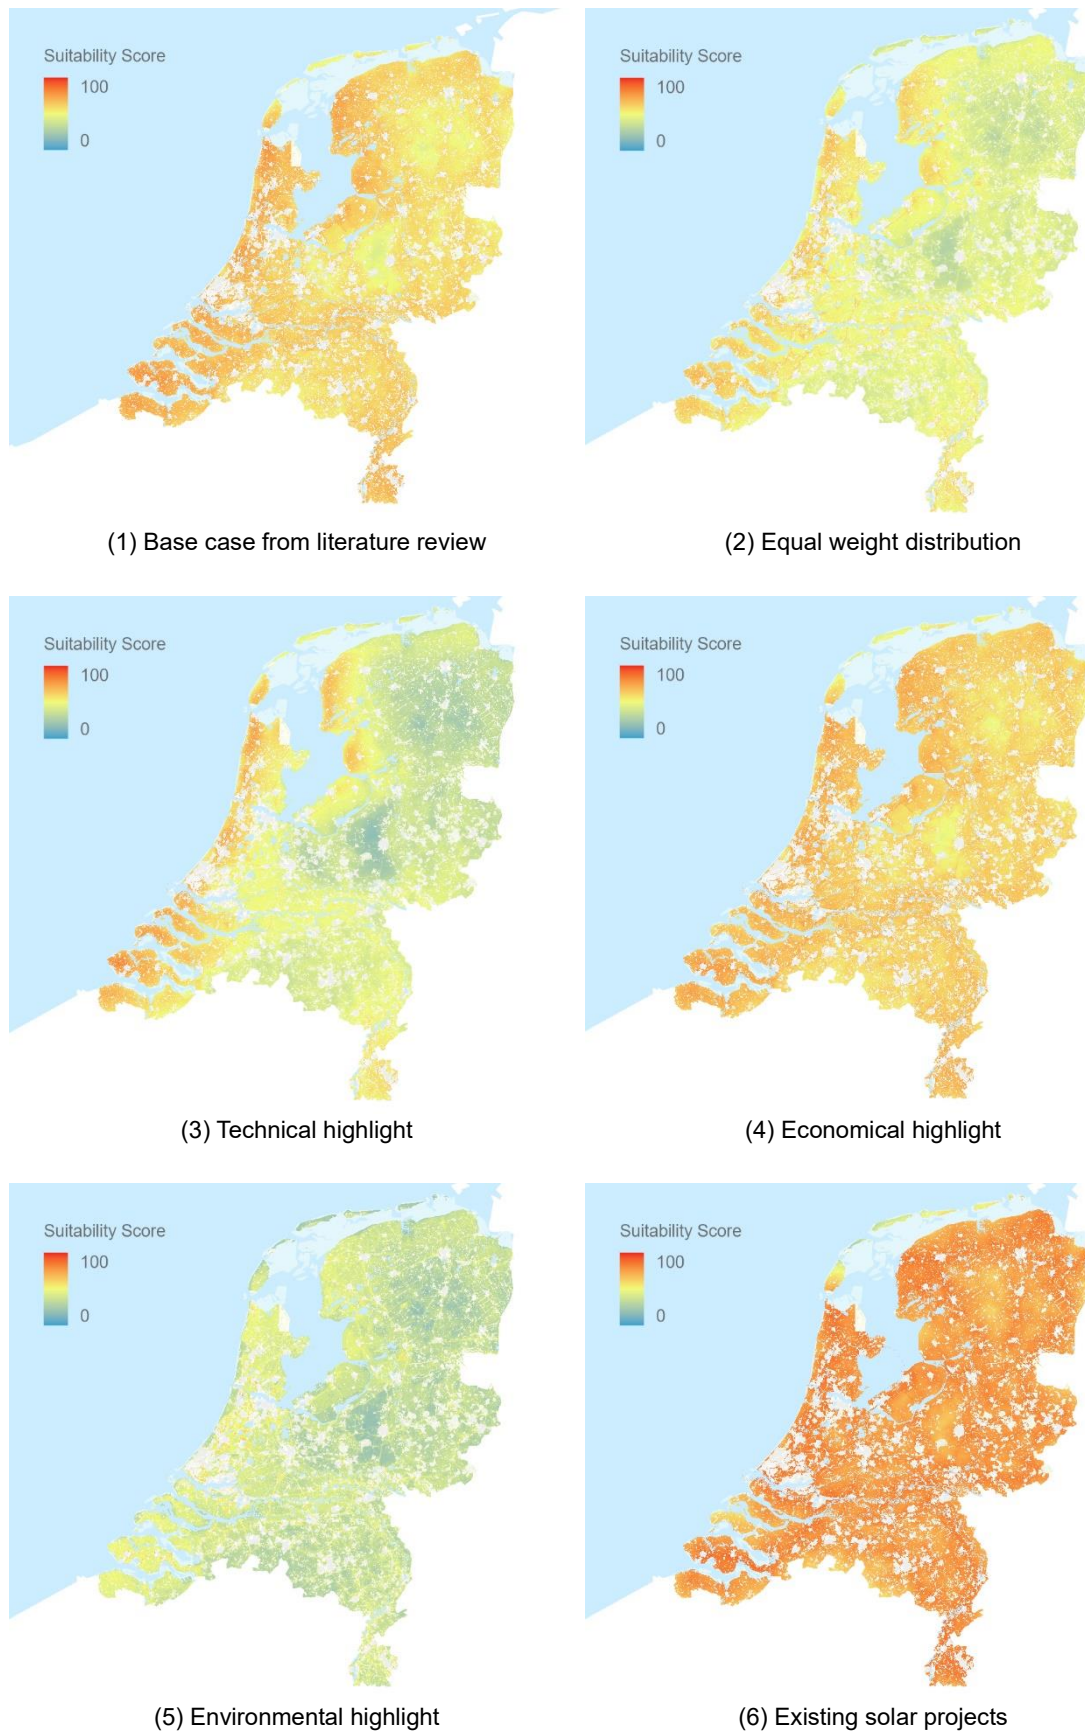 Suitability Score
100
0
Suitability Score
100
0
(1) Base case from literature review
(2) Equal weight distribution
Suitability Score
100
0
Suitability Score
100
0
(3) Technical highlight
(4) Economical highlight
Suitability Score
100
0
Suitability Score
100
0
(5) Environmental highlight
(6) Existing solar projects